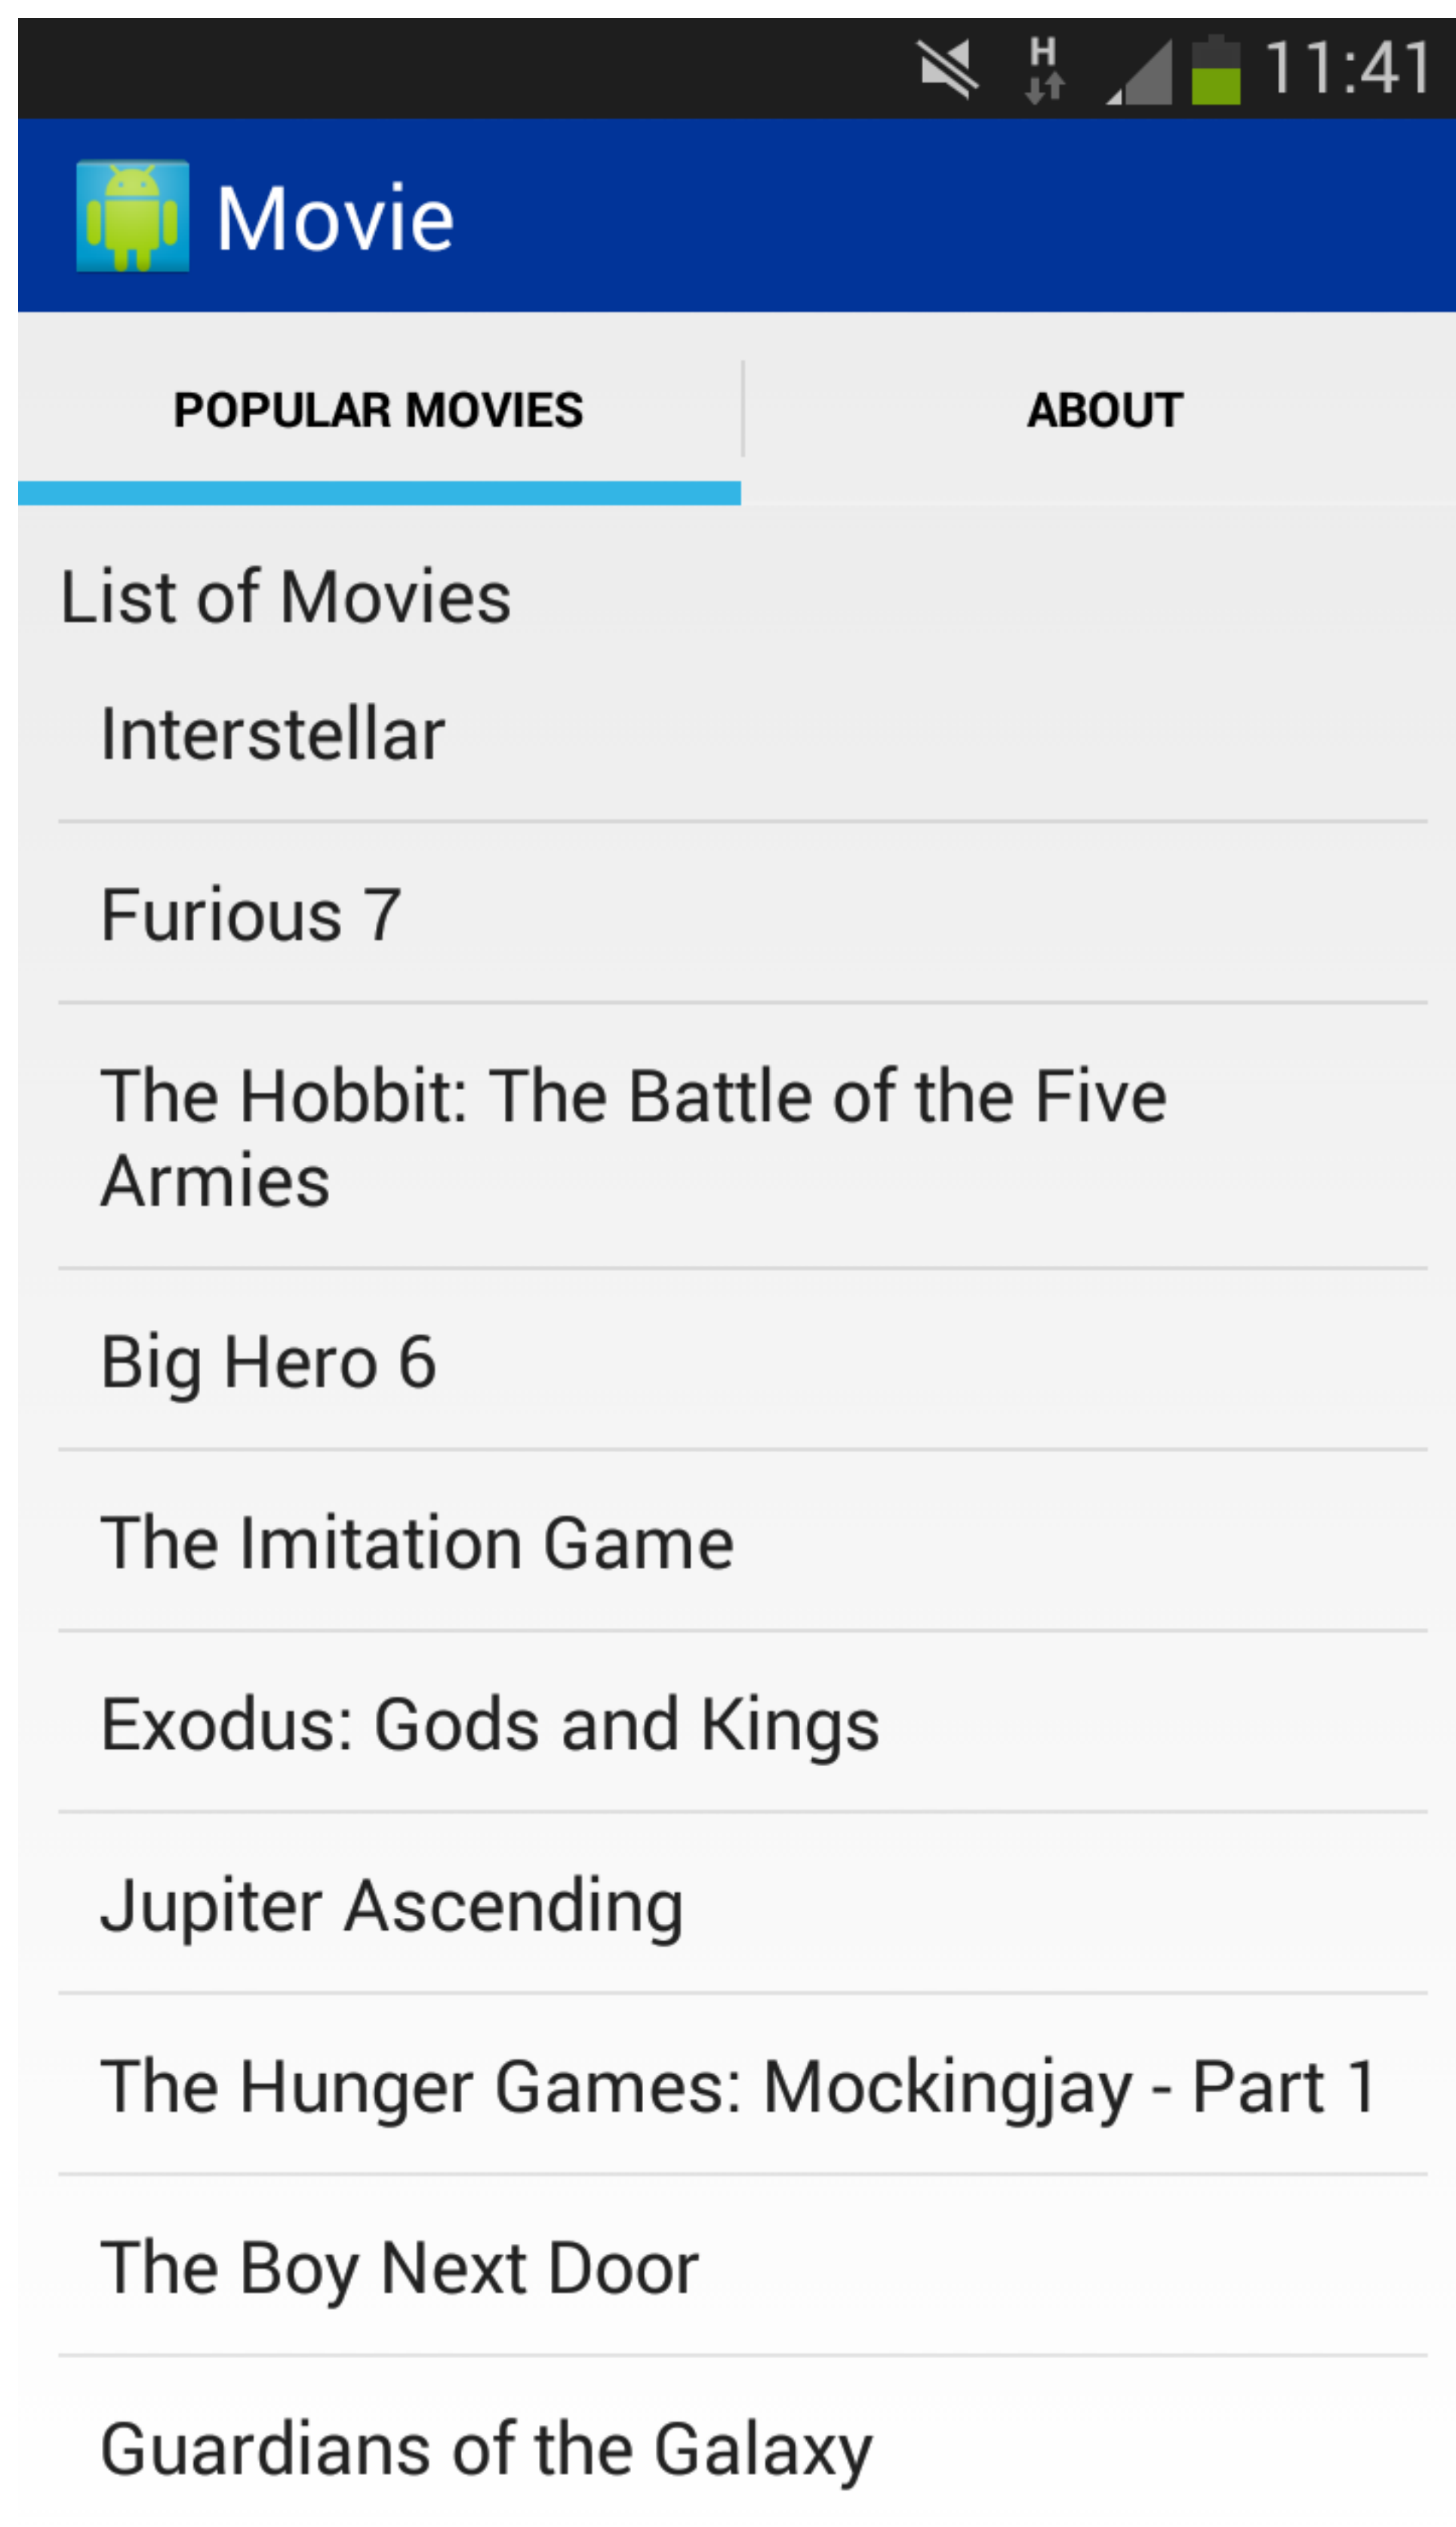 H
11:41
Movie
POPULAR MOVIES
ABOUT
List of Movies
Interstellar
Furious 7
The Hobbit: The Battle of the Five
Armies
Big Hero 6
The Imitation Game
Exodus: Gods and Kings
Jupiter Ascending
The Hunger Games: Mockingjay - Part 1
The Boy Next Door
Guardians of the Galaxy